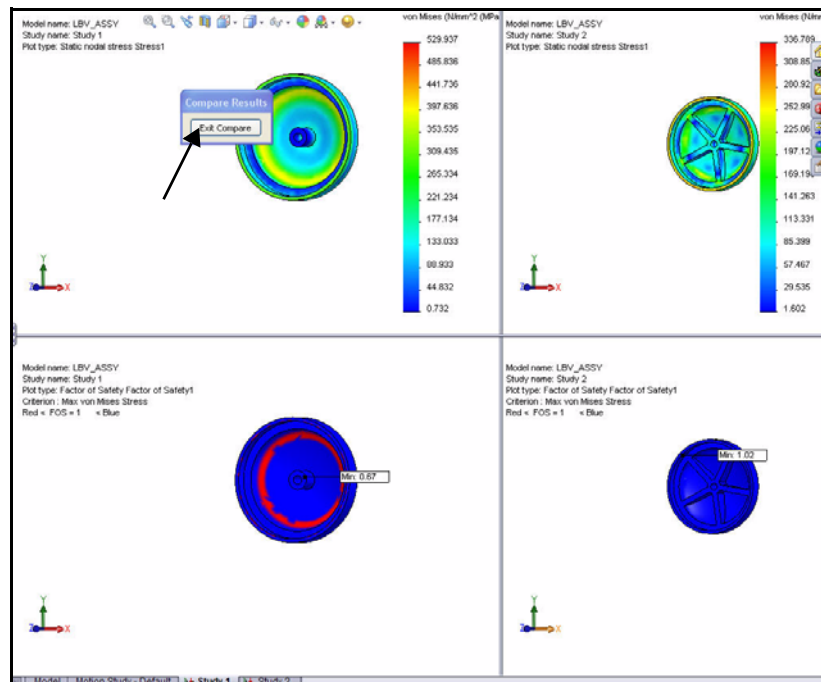 Model name: LBV_ASSY
Study name: Study 1
Plot type: Static nodal stress Stress1
von Mises (N/mm^2 (MPa
529.937
485.836
441.736
397.636
353.535
309.435
265.334
221.234
177.134
133.033
88.933
44.832
0.732
Compare Results
Exit Compare
Y
Z
X
Model name: LBV_ASSY
Study name: Study 2
Plot type: Static nodal stress Stress1
von Mises (N/m
336.789
308.85
280.92
252.99
225.06
197.12
169.19
141.263
113.331
85.399
57.467
29.535
1.602
Y
Z
X
Model name: LBV_ASSY
Study name: Study 1
Plot type: Factor of Safety Factor of Safety1
Criterion : Max von Mises Stress
Red < FOS = 1 < Blue
Min: 0.67
Y
Z
X
Model name: LBV_ASSY
Study name: Study 2
Plot type: Factor of Safety Factor of Safety1
Criterion : Max von Mises Stress
Red < FOS = 1 < Blue
Min: 1.02
Y
Z
X
Model
Motion Study - Default
Study 1
Study 2